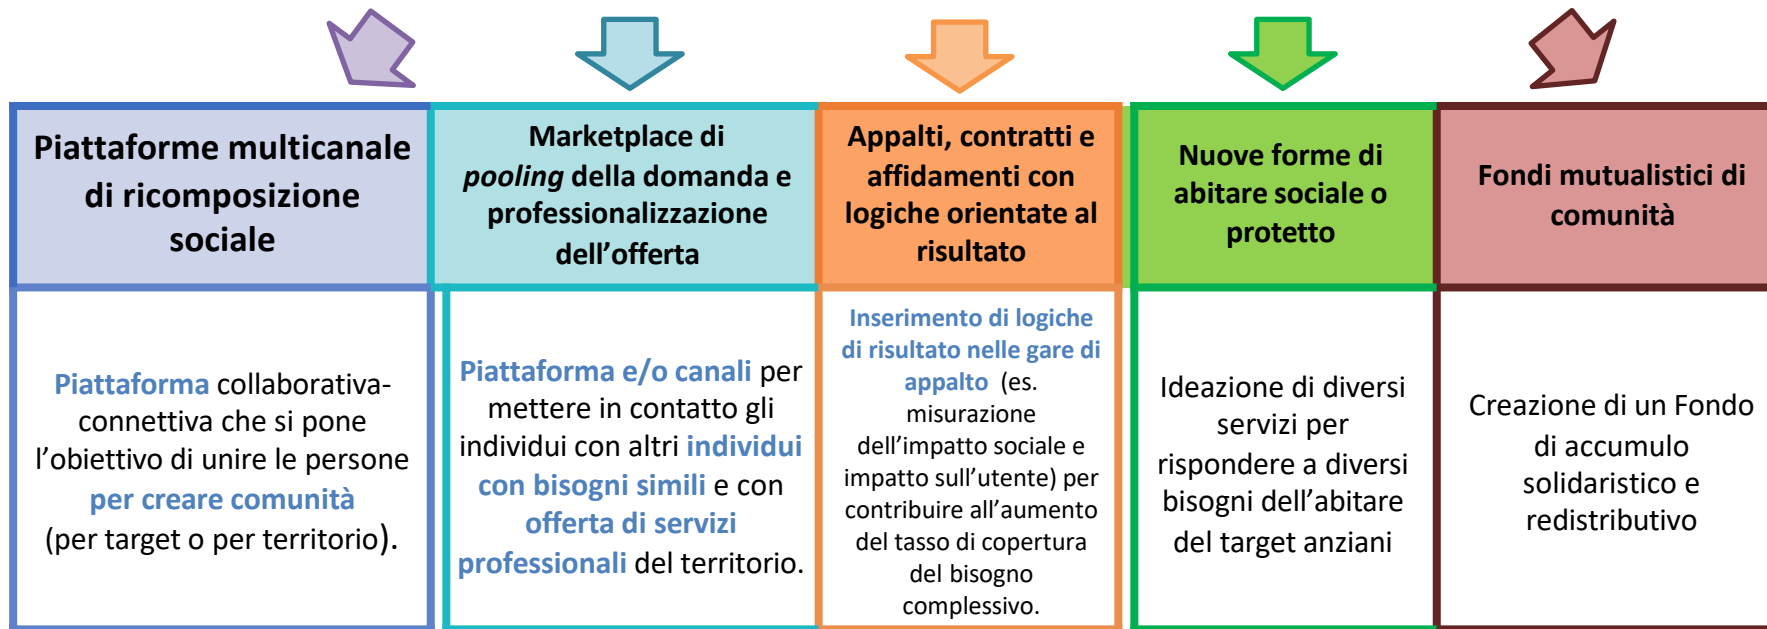 Piattaforme multicanale
di ricomposizione
sociale
Marketplace di
pooling della domanda e
professionalizzazione
dell’offerta
Appalti, contratti e
affidamenti con
logiche orientate al
risultato
Nuove forme di
abitare sociale o
protetto
Fondi mutualistici di
comunità
Piattaforma collaborativa-
connettiva che si pone
l’obiettivo di unire le persone
per creare comunità
(per target o per territorio).
Piattaforma e/o canali per
mettere in contatto gli
individui con altri individui
con bisogni simili e con
offerta di servizi
professionali del territorio.
Inserimento di logiche
di risultato nelle gare di
appalto (es.
misurazione
dell’impatto sociale e
impatto sull’utente) per
contribuire all’aumento
del tasso di copertura
del bisogno
complessivo.
Ideazione di diversi
servizi per
rispondere a diversi
bisogni dell’abitare
del target anziani
Creazione di un Fondo
di accumulo
solidaristico e
redistributivo